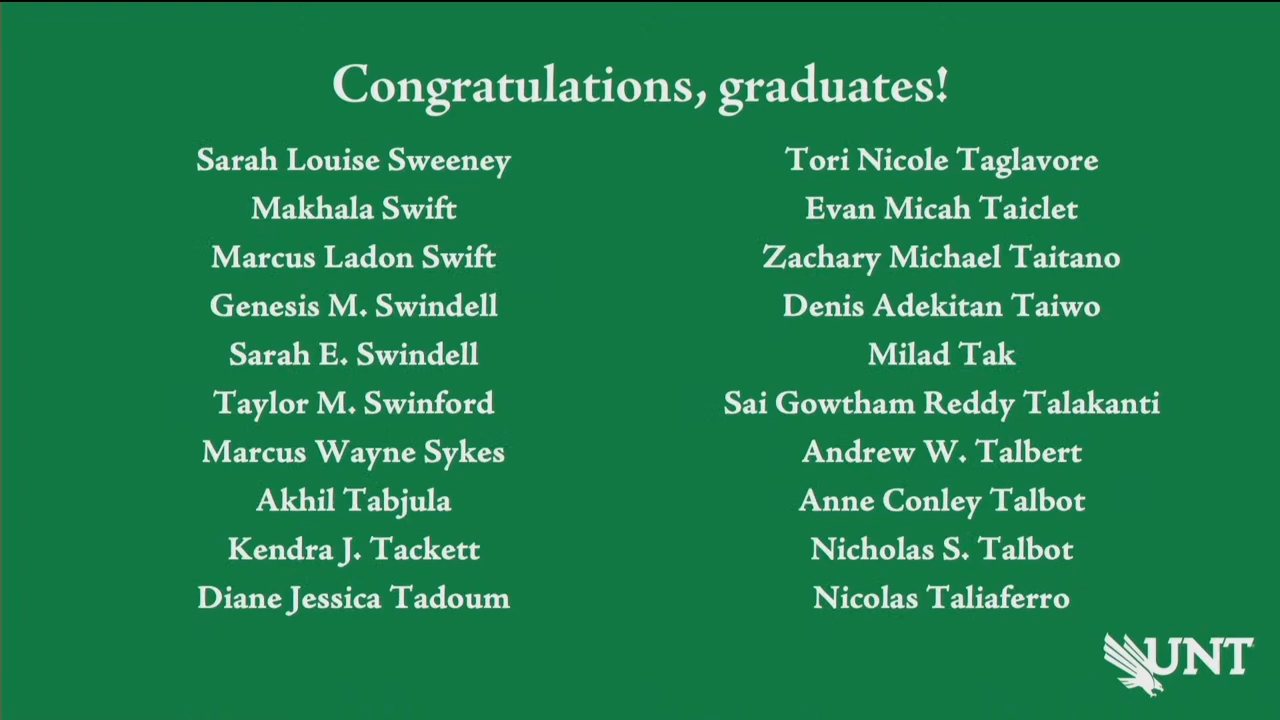 Congratulations, graduates!
Sarah Louise Sweeney
Makhala Swift
Marcus Ladon Swift
Genesis M. Swindell
Sarah E. Swindell
Taylor M. Swinford
Marcus Wayne Sykes
Akhil Tabjula
Kendra J. Tackett
Diane Jessica Tadoum
Tori Nicole Taglavore
Evan Micah Taiclet
Zachary Michael Taitano
Denis Adekitan Taiwo
Milad Tak
Sai Gowtham Reddy Talakanti
Andrew W. Talbert
Anne Conley Talbot
Nicholas S. Talbot
Nicolas Taliaferro
UNT